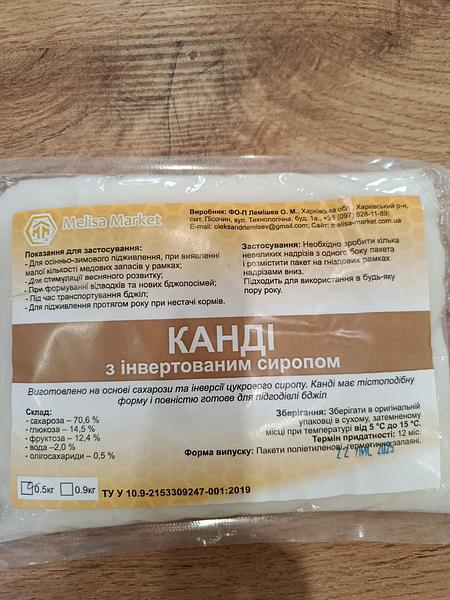 Melisa Market
Виробник: ФО-П Лемішев О. М., Харківська обл., Харківський р-н,
смт. Пісочин, вул. Технологічна, буд. 1а., +38 (097) 828-11-89;
E-mail: oleksandrlemisev@gmail.com; Сайт: melisa-market.com.ua
Показання для застосування:
- Для осінньо-зимового підживлення, при виявленні
малої кількості медових запасів у рамках;
- Для стимуляції весняного розвитку;
- При формуванні відводків та нових бджолосімей;
- Під час транспортування бджіл;
- Для підживлення протягом року при нестачі кормів.
Застосування: Необхідно зробити кілька
невеликих надрізів з одного боку пакета
і розмістити пакет на гніздових рамках
надрізами вниз.
Підходить для використання в будь-яку
пору року.
КАНДІ
з інвертованим сиропом
Виготовлено на основі сахарози та інверсії цукрового сиропу. Канді має тістоподібну
форму і повністю готове для підгодівлі бджіл
Склад:
- сахароза – 70,6 %
- глюкоза – 14,5 %
- фруктоза – 12,4 %
- вода –2,0 %
- олігосахариди – 0,5 %
Зберігання: Зберігати в оригінальній
упаковці в сухому, затемненому
місці при температурі від 5 °С до 15 °С.
Термін придатності: 12 міс.
Форма випуску: Пакети поліетиленові, герметично запаяні.
22 2025
0.5кг 0.9кг ТУ У 10.9-2153309247-001:2019